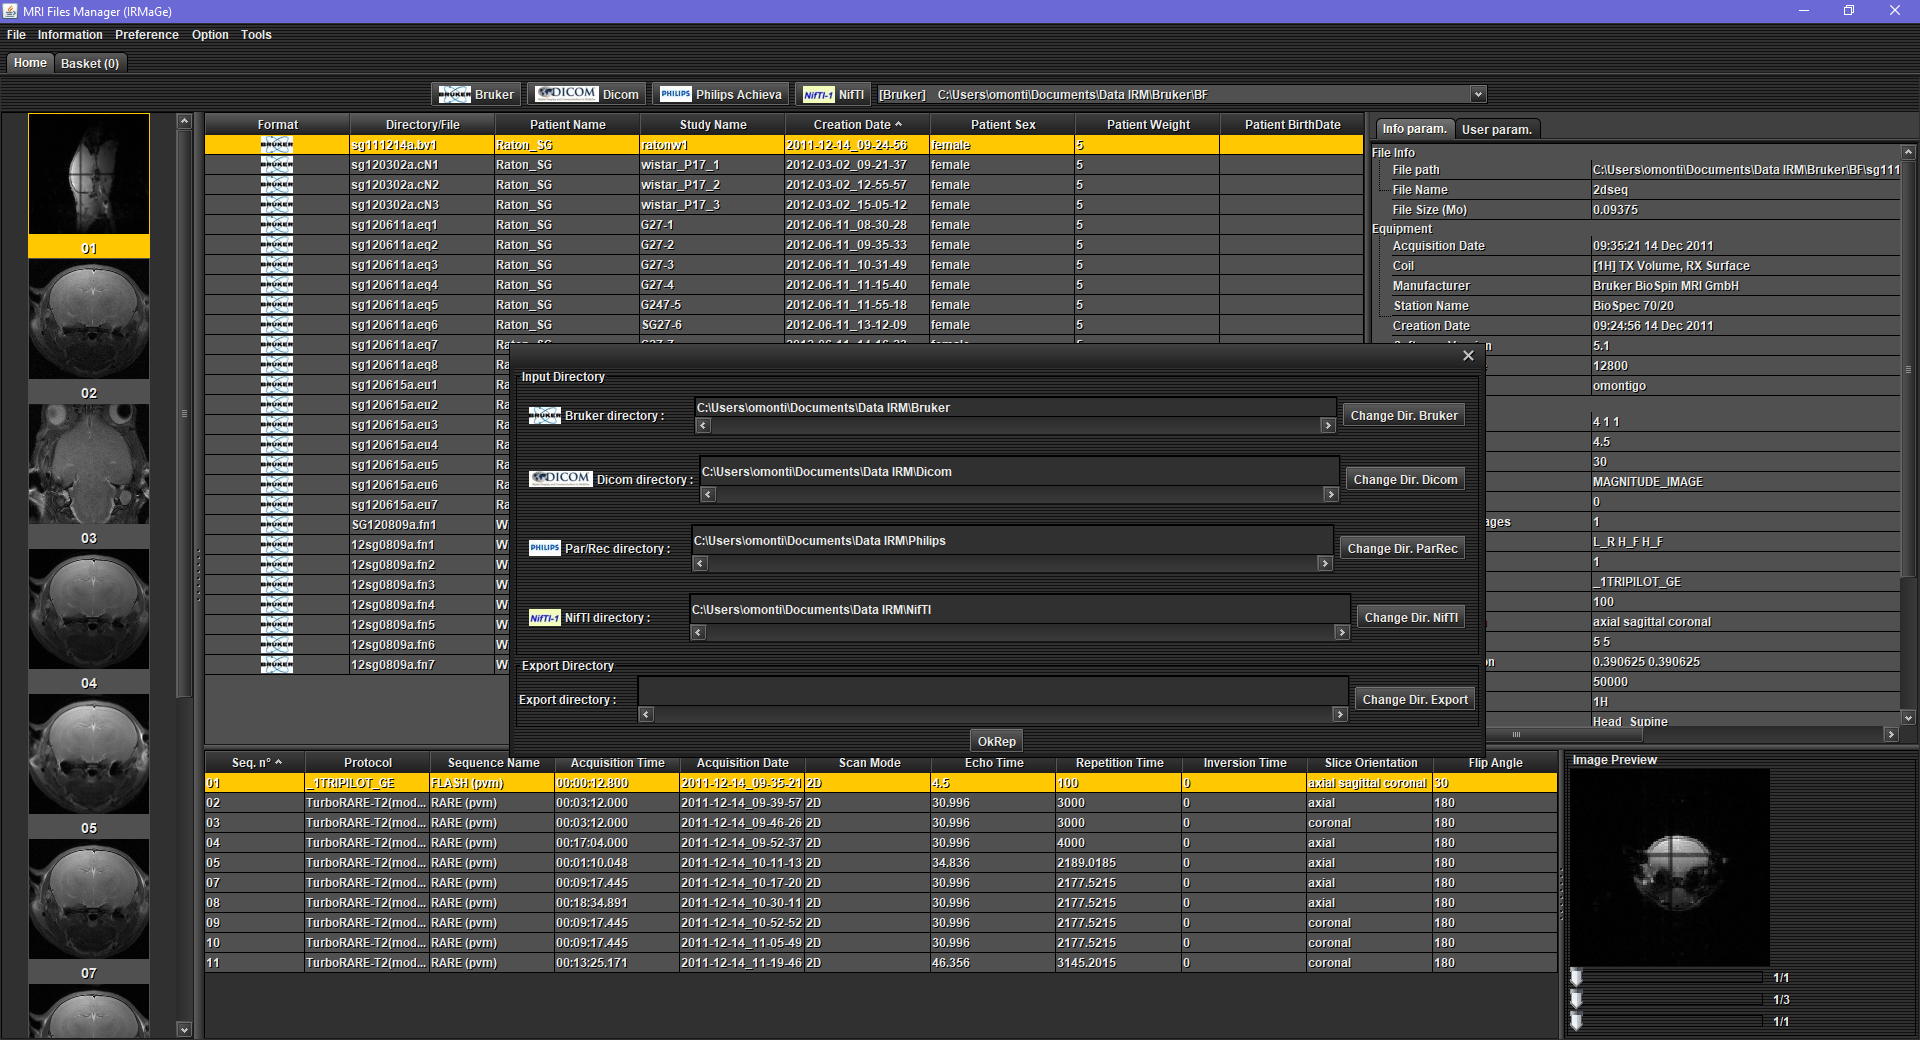 MRI Files Manager (IRMaGe)
File Information Preference Option Tools
Home Basket (0)
BRUKER Bruker DICOM Dicom PHILIPS Philips Achieva NifTI-1 NifTI [Bruker] C:\Users\omonti\Documents\Data IRM\Bruker\BF
01
02
03
04
05
07
Format Directory/File Patient Name Study Name Creation Date Patient Sex Patient Weight Patient BirthDate
BRUKER sg111214a.bv1 Raton_SG ratonw1 2011-12-14_09-24-56 female 5
BRUKER sg120302a.cN1 Raton_SG wistar_P17_1 2012-03-02_09-21-37 female 5
BRUKER sg120302a.cN2 Raton_SG wistar_P17_2 2012-03-02_12-55-57 female 5
BRUKER sg120302a.cN3 Raton_SG wistar_P17_3 2012-03-02_15-05-12 female 5
BRUKER sg120611a.eq1 Raton_SG G27-1 2012-06-11_08-30-28 female 5
BRUKER sg120611a.eq2 Raton_SG G27-2 2012-06-11_09-35-33 female 5
BRUKER sg120611a.eq3 Raton_SG G27-3 2012-06-11_10-31-49 female 5
BRUKER sg120611a.eq4 Raton_SG G27-4 2012-06-11_11-15-40 female 5
BRUKER sg120611a.eq5 Raton_SG G247-5 2012-06-11_11-55-18 female 5
BRUKER sg120611a.eq6 Raton_SG SG27-6 2012-06-11_13-12-09 female 5
BRUKER sg120611a.eq7 Raton_SG female 5
BRUKER sg120611a.eq8 Ra
BRUKER sg120615a.eu1 Ra
BRUKER sg120615a.eu2 Ra
BRUKER sg120615a.eu3 Ra
BRUKER sg120615a.eu4 Ra
BRUKER sg120615a.eu5 Ra
BRUKER sg120615a.eu6 Ra
BRUKER sg120615a.eu7 Ra
BRUKER SG120809a.fn1 W
BRUKER 12sg0809a.fn1 W
BRUKER 12sg0809a.fn2 W
BRUKER 12sg0809a.fn3 W
BRUKER 12sg0809a.fn4 W
BRUKER 12sg0809a.fn5 W
BRUKER 12sg0809a.fn6 W
BRUKER 12sg0809a.fn7 W
Input Directory
BRUKER Bruker directory : C:\Users\omonti\Documents\Data IRM\Bruker Change Dir. Bruker
DICOM Dicom directory : C:\Users\omonti\Documents\Data IRM\Dicom Change Dir. Dicom
PHILIPS Par/Rec directory : C:\Users\omonti\Documents\Data IRM\Philips Change Dir. ParRec
NifTI-1 NifTI directory : C:\Users\omonti\Documents\Data IRM\NifTI Change Dir. NifTI
Export Directory
Export directory : Change Dir. Export
OkRep
Info param. User param.
File Info
File path C:\Users\omonti\Documents\Data IRM\Bruker\BF\sg111
File Name 2dseq
File Size (Mo) 0.09375
Equipment
Acquisition Date 09:35:21 14 Dec 2011
Coil [1H] TX Volume, RX Surface
Manufacturer Bruker BioSpin MRI GmbH
Station Name BioSpec 70/20
Creation Date 09:24:56 14 Dec 2011
5.1
12800
omontigo
4 1 1
4.5
30
MAGNITUDE_IMAGE
0
ages 1
L_R H_F H_F
1
_1TRIPILOT_GE
100
axial sagittal coronal
5 5
on 0.390625 0.390625
50000
1H
Head_Supine
Seq. n° Protocol Sequence Name Acquisition Time Acquisition Date Scan Mode Echo Time Repetition Time Inversion Time Slice Orientation Flip Angle
01 _1TRIPILOT_GE FLASH (pvm) 00:00:12.800 2011-12-14_09-35-21 2D 4.5 100 0 axial sagittal coronal 30
02 TurboRARE-T2(mod... RARE (pvm) 00:03:12.000 2011-12-14_09-39-57 2D 30.996 3000 0 axial 180
03 TurboRARE-T2(mod... RARE (pvm) 00:03:12.000 2011-12-14_09-46-26 2D 30.996 3000 0 coronal 180
04 TurboRARE-T2(mod... RARE (pvm) 00:17:04.000 2011-12-14_09-52-37 2D 30.996 4000 0 axial 180
05 TurboRARE-T2(mod... RARE (pvm) 00:01:10.048 2011-12-14_10-11-13 2D 34.836 2189.0185 0 axial 180
07 TurboRARE-T2(mod... RARE (pvm) 00:09:17.445 2011-12-14_10-17-20 2D 30.996 2177.5215 0 axial 180
08 TurboRARE-T2(mod... RARE (pvm) 00:18:34.891 2011-12-14_10-30-11 2D 30.996 2177.5215 0 axial 180
09 TurboRARE-T2(mod... RARE (pvm) 00:09:17.445 2011-12-14_10-52-52 2D 30.996 2177.5215 0 coronal 180
10 TurboRARE-T2(mod... RARE (pvm) 00:09:17.445 2011-12-14_11-05-49 2D 30.996 2177.5215 0 coronal 180
11 TurboRARE-T2(mod... RARE (pvm) 00:13:25.171 2011-12-14_11-19-46 2D 46.356 3145.2015 0 coronal 180
Image Preview
1/1
1/3
1/1